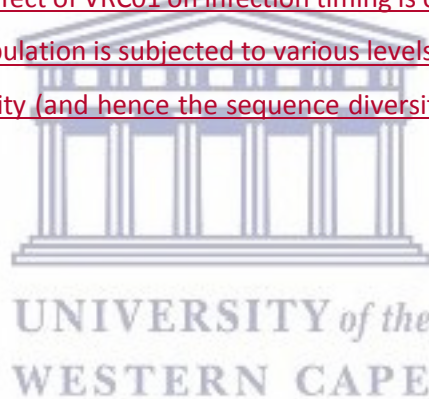 ffect of VRC01 on infection timing is
pulation is subjected to various levels
ity (and hence the sequence diversit
UNIVERSITY of the
WESTERN CAPE